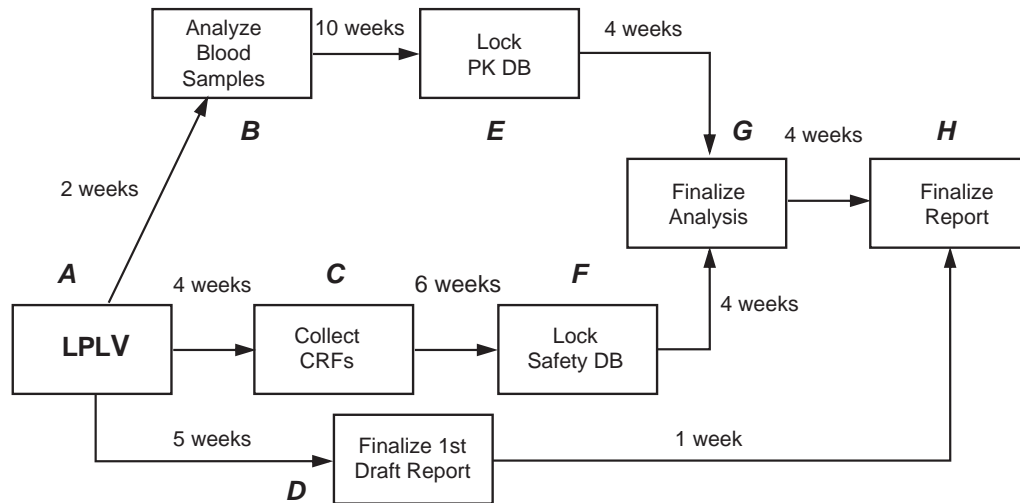 Analyze
Blood
Samples
10 weeks
Lock
PK DB
4 weeks
B
E
G
4 weeks
H
2 weeks
Finalize
Analysis
Finalize
Report
A
4 weeks
C
6 weeks
F
4 weeks
LPLV
Collect
CRFs
Lock
Safety DB
5 weeks
Finalize 1st
Draft Report
1 week
D